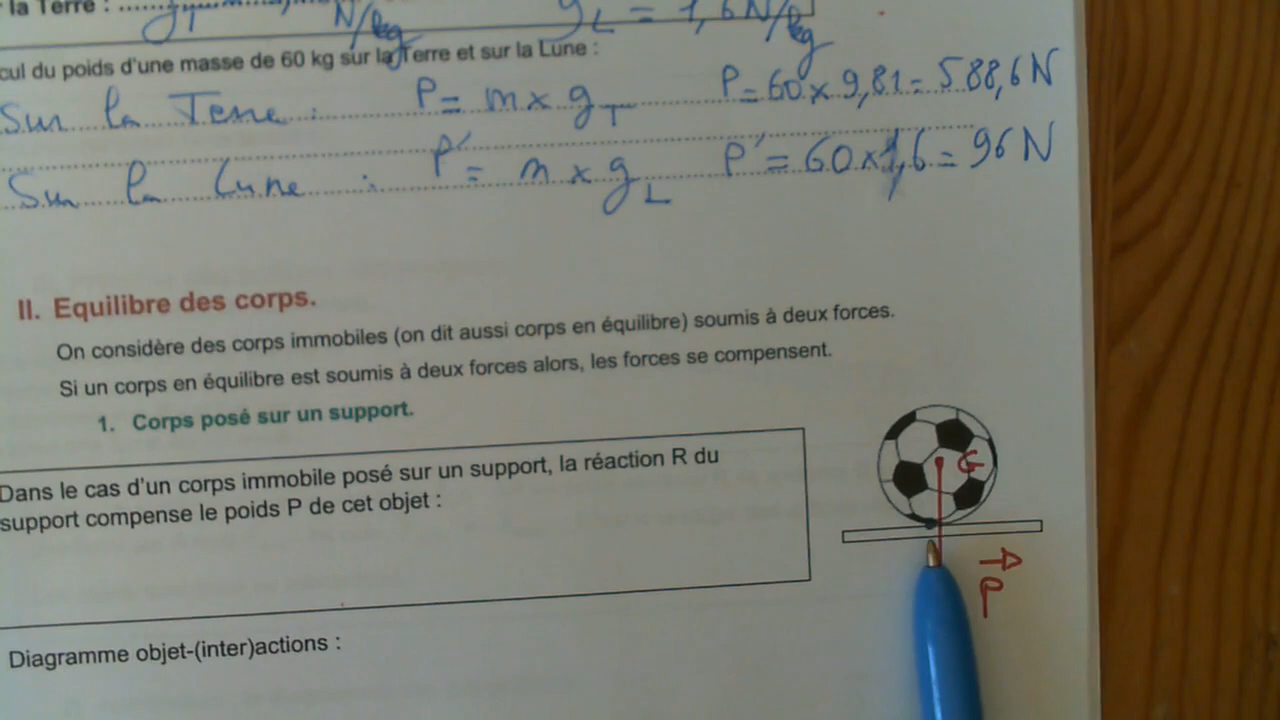 la Terre :
N/kg
gL = 1,6 N/kg
cul du poids d'une masse de 60 kg sur la Terre et sur la Lune :
Sur la Terre : P = m x gT P = 60 x 9,81 = 588,6 N
Sur la Lune : P' = m x gL P' = 60 x 1,6 = 96 N
II. Equilibre des corps.
On considère des corps immobiles (on dit aussi corps en équilibre) soumis à deux forces.
Si un corps en équilibre est soumis à deux forces alors, les forces se compensent.
1. Corps posé sur un support.
Dans le cas d'un corps immobile posé sur un support, la réaction R du
support compense le poids P de cet objet :
G
P
Diagramme objet-(inter)actions :